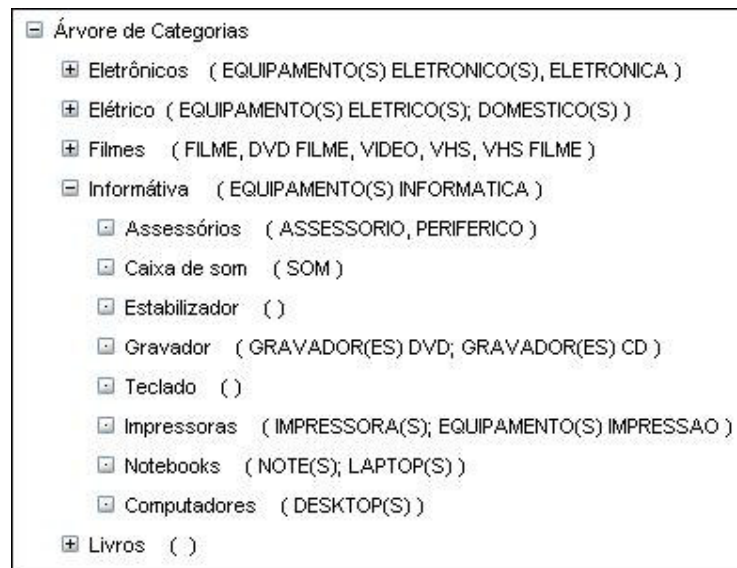 Árvore de Categorias
Eletrônicos ( EQUIPAMENTO(S) ELETRONICO(S), ELETRONICA )
Elétrico ( EQUIPAMENTO(S) ELETRICO(S); DOMESTICO(S) )
Filmes ( FILME, DVD FILME, VIDEO, VHS, VHS FILME )
Informátiva ( EQUIPAMENTO(S) INFORMATICA )
Assessórios ( ASSESSORIO, PERIFERICO )
Caixa de som ( SOM )
Estabilizador ( )
Gravador ( GRAVADOR(ES) DVD; GRAVADOR(ES) CD )
Teclado ( )
Impressoras ( IMPRESSORA(S); EQUIPAMENTO(S) IMPRESSAO )
Notebooks ( NOTE(S); LAPTOP(S) )
Computadores ( DESKTOP(S) )
Livros ( )